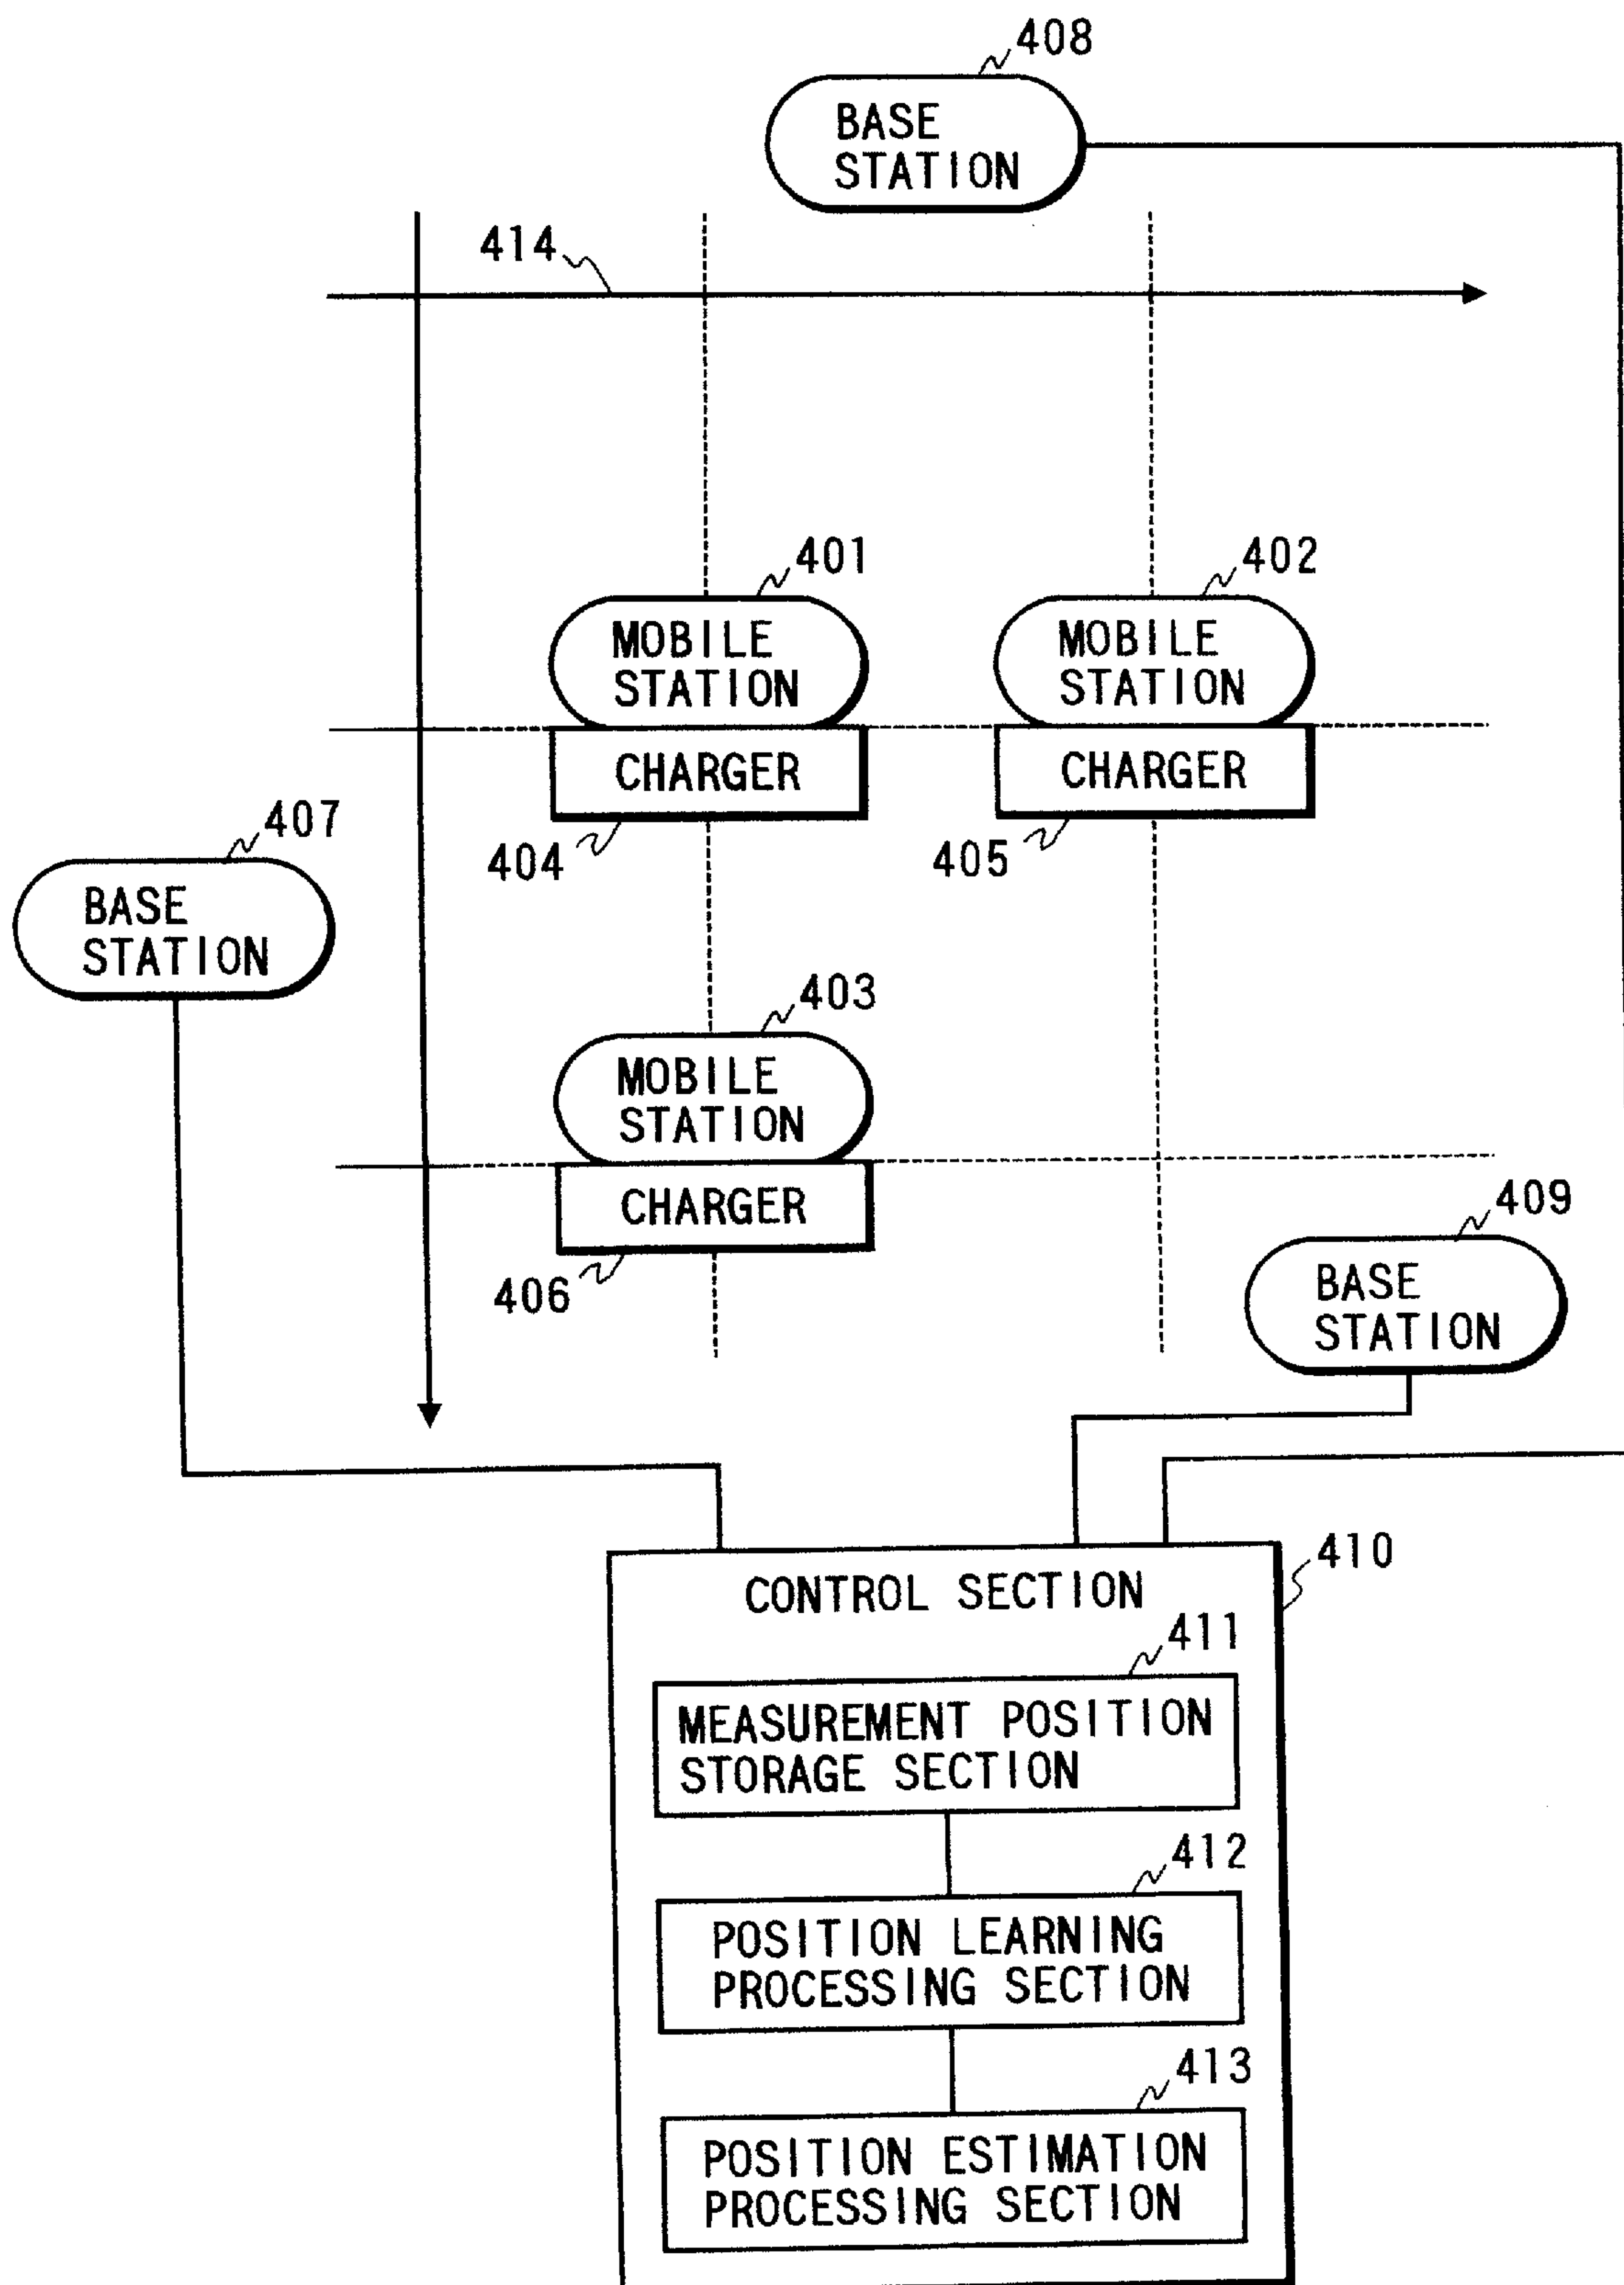 408
BASE
STATION
414
401
402
MOBILE
STATION
MOBILE
STATION
CHARGER
CHARGER
404
405
407
BASE
STATION
403
MOBILE
STATION
CHARGER
406
409
BASE
STATION
410
CONTROL SECTION
411
MEASUREMENT POSITION
STORAGE SECTION
412
POSITION LEARNING
PROCESSING SECTION
413
POSITION ESTIMATION
PROCESSING SECTION